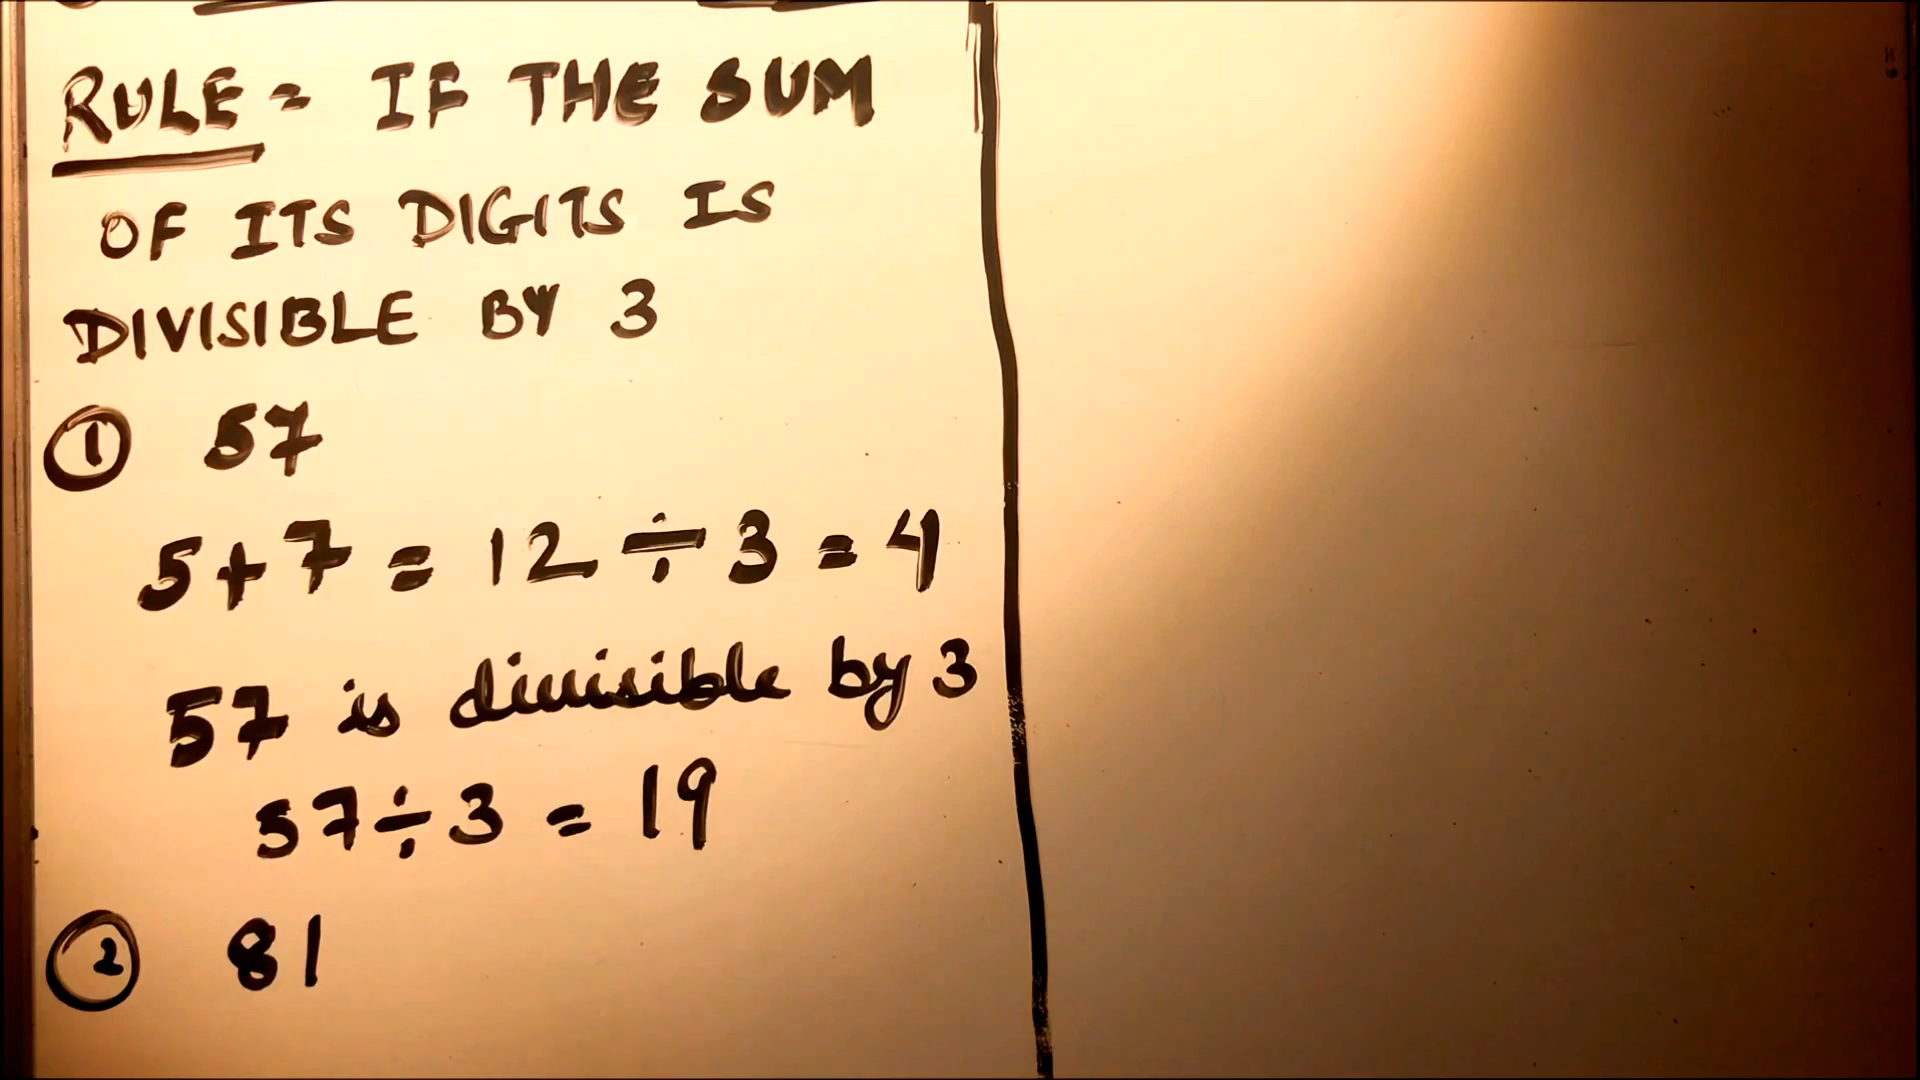 RULE = IF THE SUM
OF ITS DIGITS IS
DIVISIBLE BY 3
① 57
5+7 = 12 ÷ 3 = 4
57 is divisible by 3
57÷3 = 19
② 81